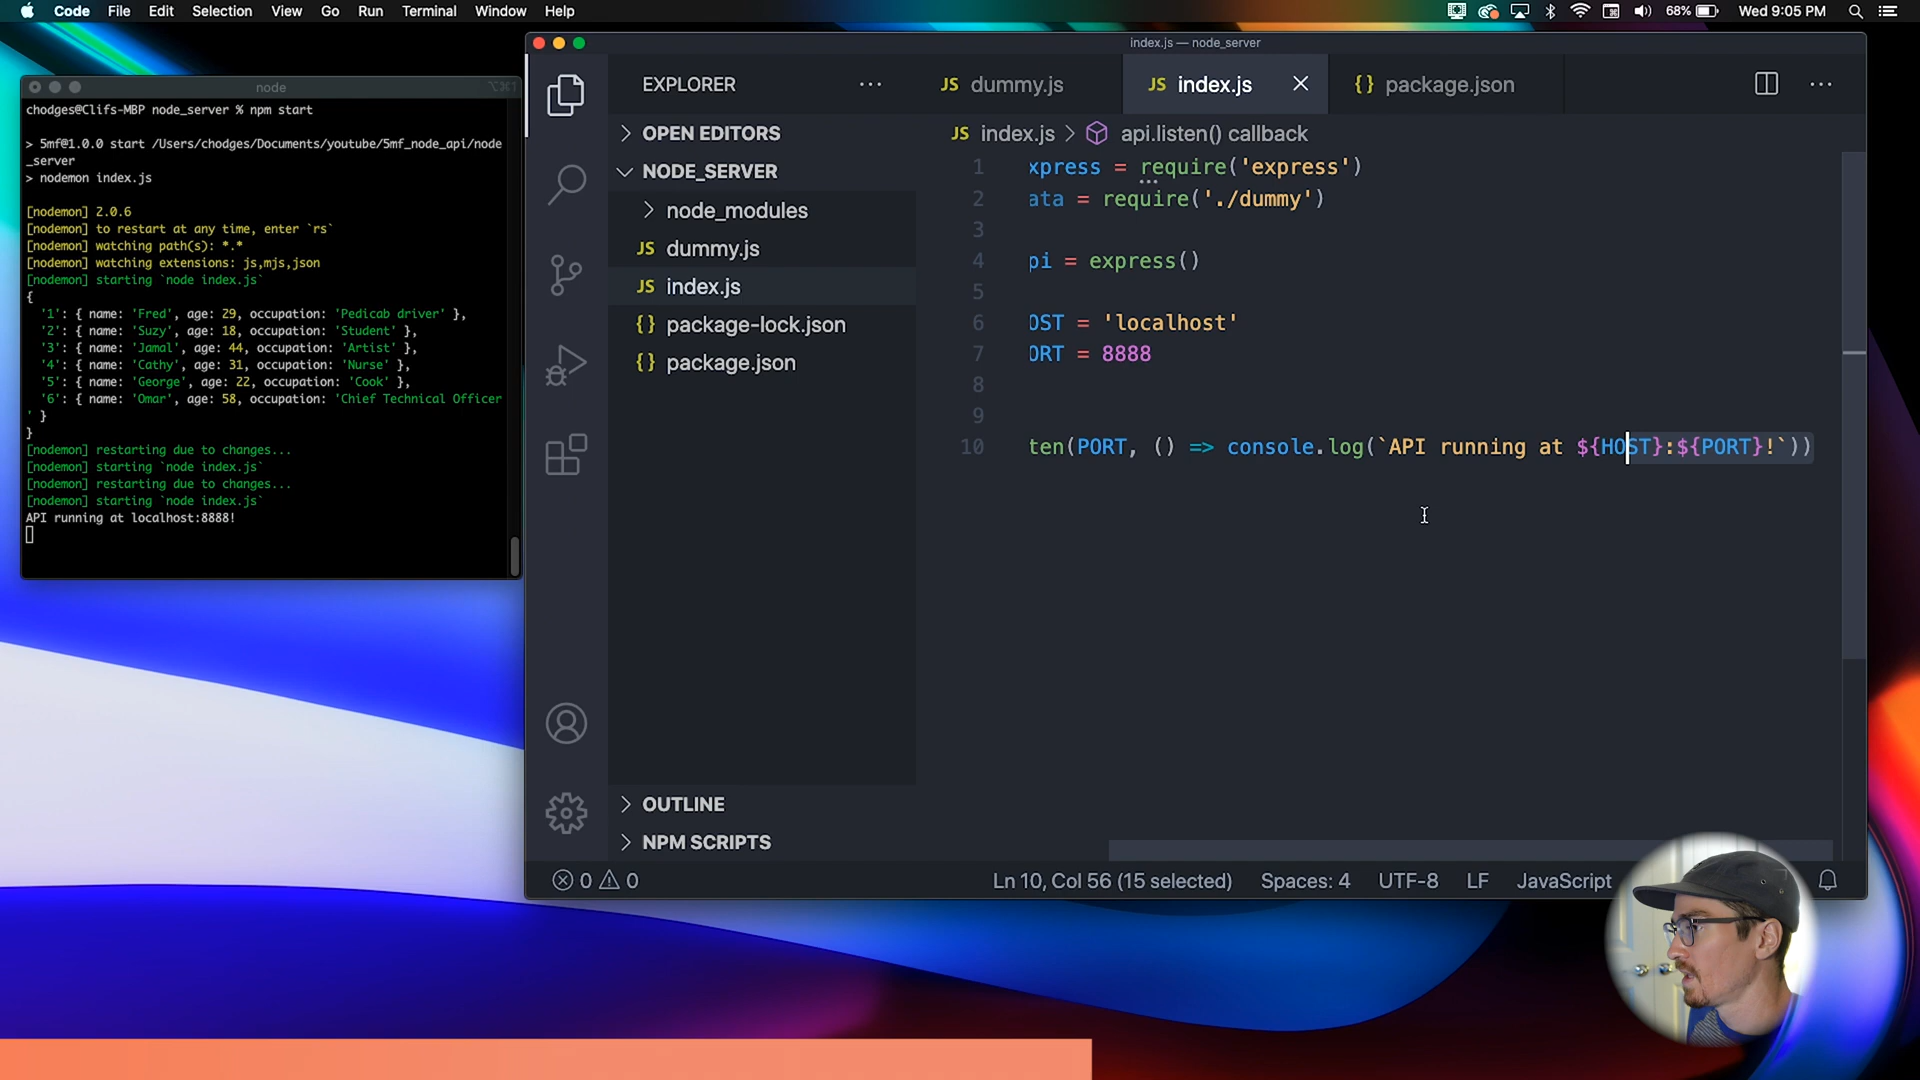 Code File Edit Selection View Go Run Terminal Window Help
68% Wed 9:05 PM
node
chodges@Clifs-MBP node_server % npm start
> 5mf@1.0.0 start /Users/chodges/Documents/youtube/5mf_node_api/node
_server
> nodemon index.js
[nodemon] 2.0.6
[nodemon] to restart at any time, enter `rs`
[nodemon] watching path(s): *.*
[nodemon] watching extensions: js,mjs,json
[nodemon] starting `node index.js`
{
'1': { name: 'Fred', age: 29, occupation: 'Pedicab driver' },
'2': { name: 'Suzy', age: 18, occupation: 'Student' },
'3': { name: 'Jamal', age: 44, occupation: 'Artist' },
'4': { name: 'Cathy', age: 31, occupation: 'Nurse' },
'5': { name: 'George', age: 22, occupation: 'Cook' },
'6': { name: 'Omar', age: 58, occupation: 'Chief Technical Officer
' }
}
[nodemon] restarting due to changes...
[nodemon] starting `node index.js`
[nodemon] restarting due to changes...
[nodemon] starting `node index.js`
API running at localhost:8888!
index.js — node_server
EXPLORER
OPEN EDITORS
NODE_SERVER
node_modules
JS dummy.js
JS index.js
{} package-lock.json
{} package.json
OUTLINE
NPM SCRIPTS
JS dummy.js JS index.js {} package.json
JS index.js > api.listen() callback
1 xpress = require('express')
2 ata = require('./dummy')
3
4 pi = express()
5
6 OST = 'localhost'
7 ORT = 8888
8
9
10 ten(PORT, () => console.log(`API running at ${HOST}:${PORT}!`))
0 0 Ln 10, Col 56 (15 selected) Spaces: 4 UTF-8 LF JavaScript